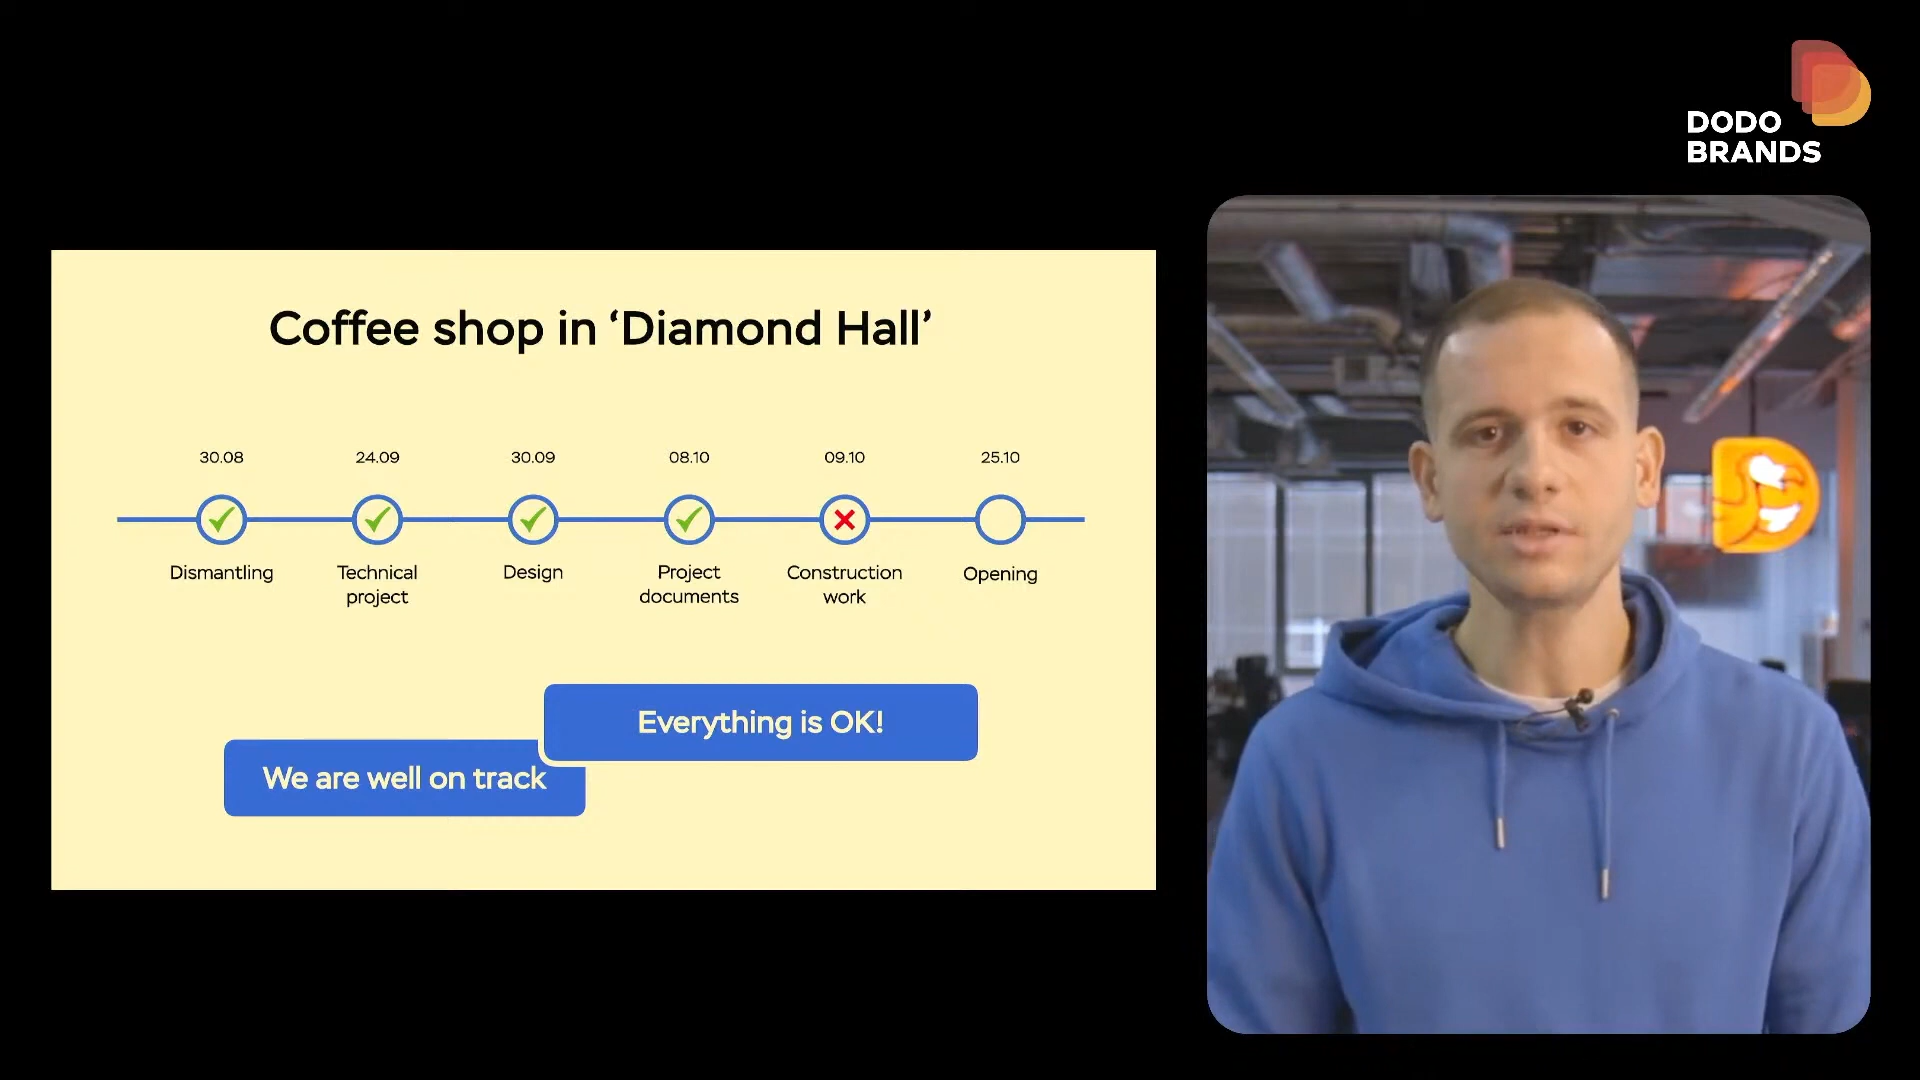 DODO
BRANDS
Coffee shop in ‘Diamond Hall’
30.08
24.09
30.09
08.10
09.10
25.10
Dismantling
Technical
project
Design
Project
documents
Construction
work
Opening
Everything is OK!
We are well on track